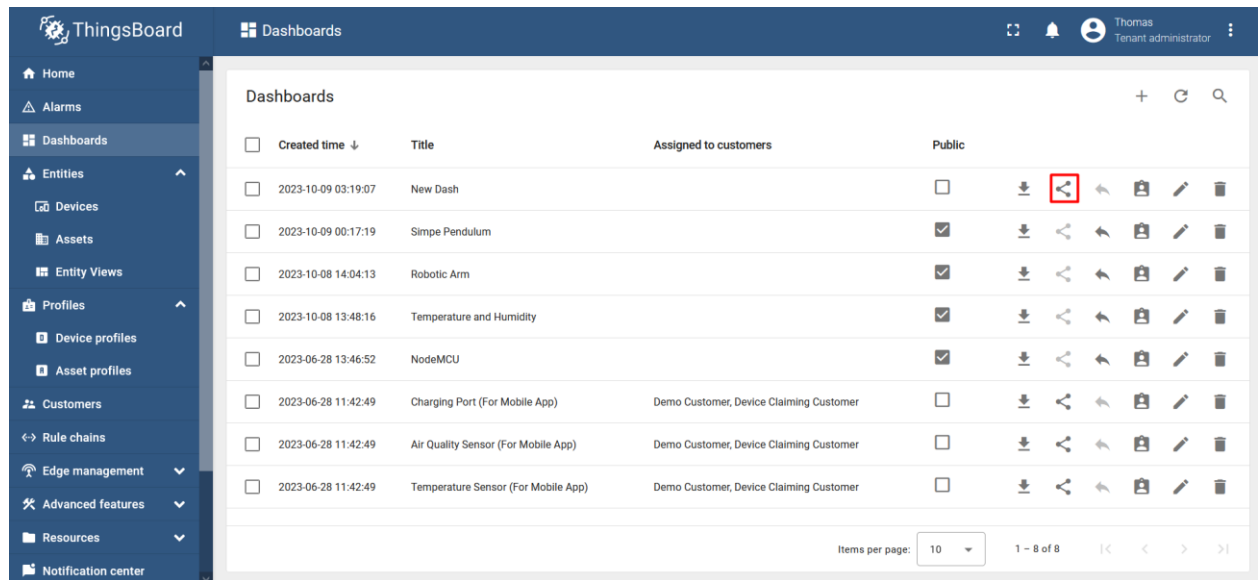 ThingsBoard
Dashboards
Thomas
Tenant administrator
Home
Alarms
Dashboards
Entities
Devices
Assets
Entity Views
Profiles
Device profiles
Asset profiles
Customers
Rule chains
Edge management
Advanced features
Resources
Notification center
Dashboards
Created time Title Assigned to customers Public
2023-10-09 03:19:07 New Dash
2023-10-09 00:17:19 Simpe Pendulum
2023-10-08 14:04:13 Robotic Arm
2023-10-08 13:48:16 Temperature and Humidity
2023-06-28 13:46:52 NodeMCU
2023-06-28 11:42:49 Charging Port (For Mobile App) Demo Customer, Device Claiming Customer
2023-06-28 11:42:49 Air Quality Sensor (For Mobile App) Demo Customer, Device Claiming Customer
2023-06-28 11:42:49 Temperature Sensor (For Mobile App) Demo Customer, Device Claiming Customer
Items per page: 10 1 – 8 of 8